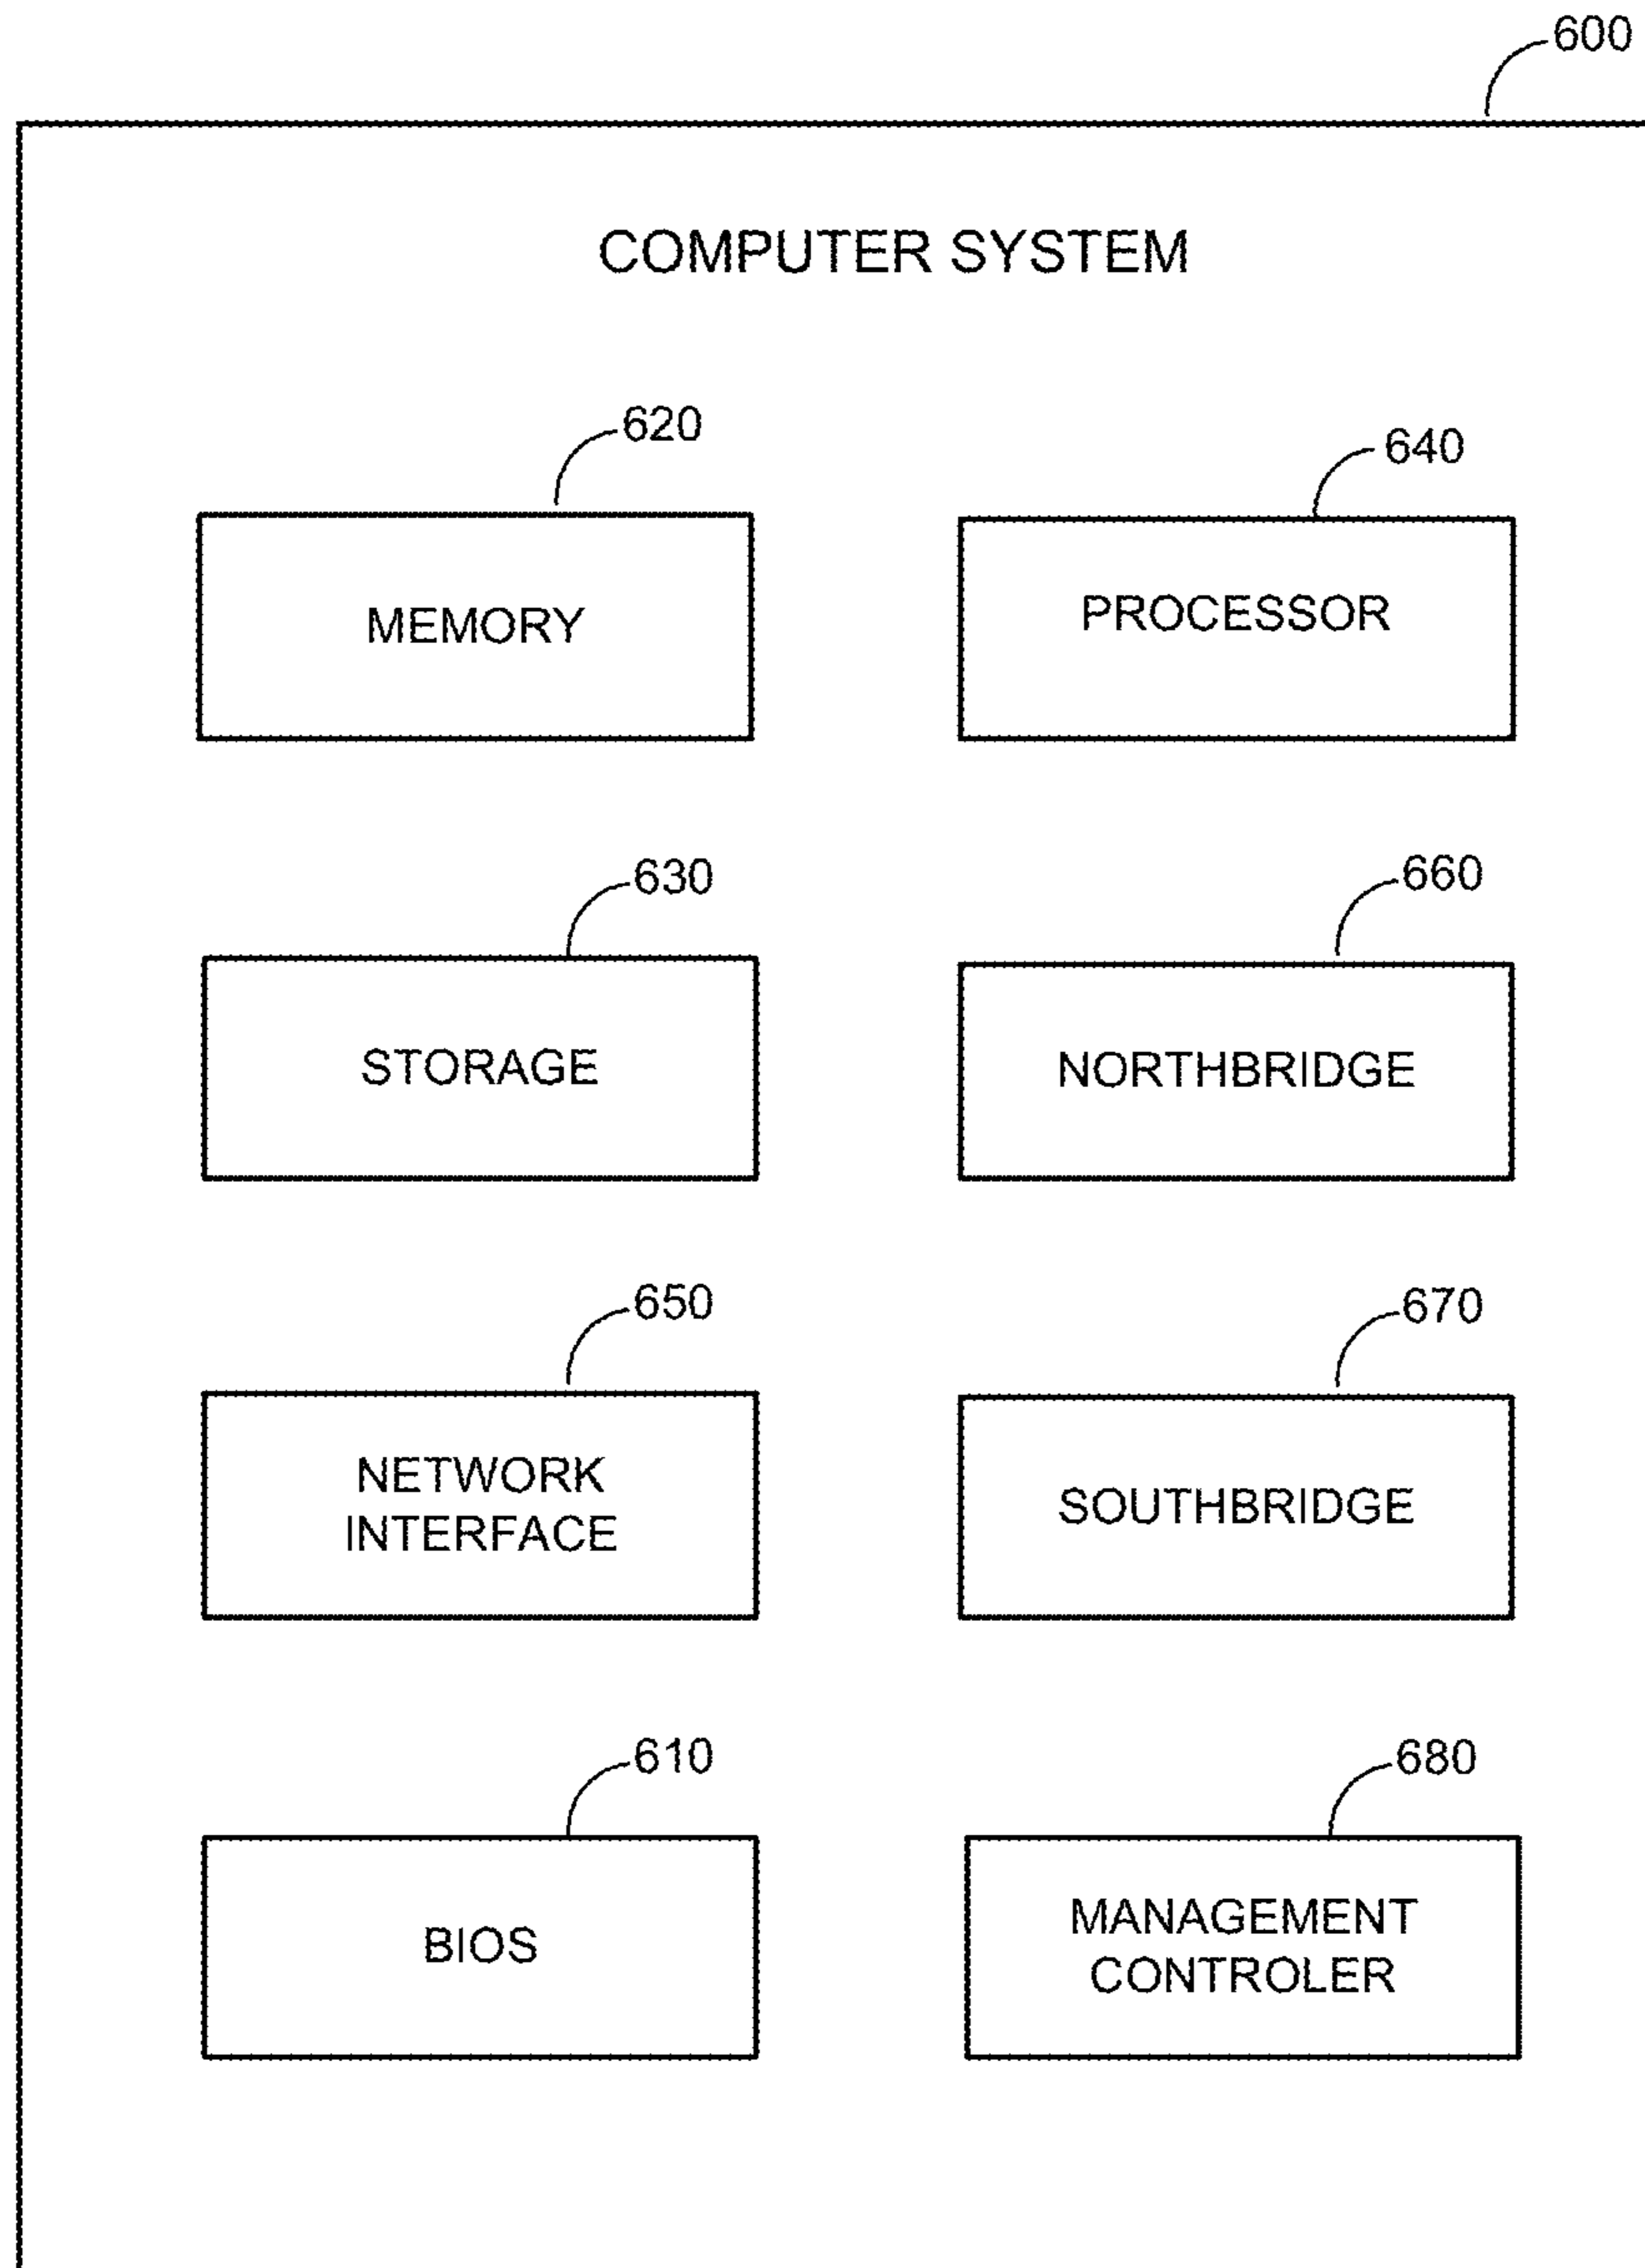 600
COMPUTER SYSTEM
620
640
MEMORY
PROCESSOR
630
660
STORAGE
NORTHBRIDGE
650
670
NETWORK
INTERFACE
SOUTHBRIDGE
610
680
BIOS
MANAGEMENT
CONTROLER